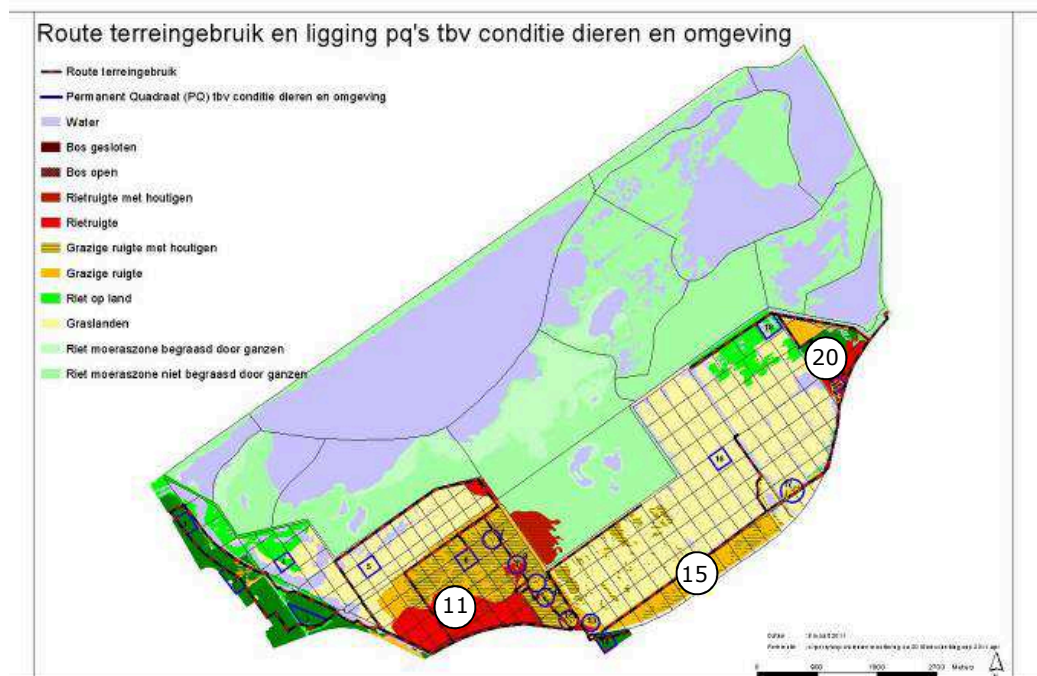 Route terreingebruik en ligging pq's tbv conditie dieren en omgeving
Route terreingebruik
Permanent Quadraat (PQ) tbv conditie dieren en omgeving
Water
Bos gesloten
Bos open
Rietruigte met houtigen
Rietruigte
Grazige ruigte met houtigen
Grazige ruigte
Riet op land
Graslanden
Riet moeraszone begraasd door ganzen
Riet moeraszone niet begraasd door ganzen
20
15
11
0
900
1800
2700 Meters